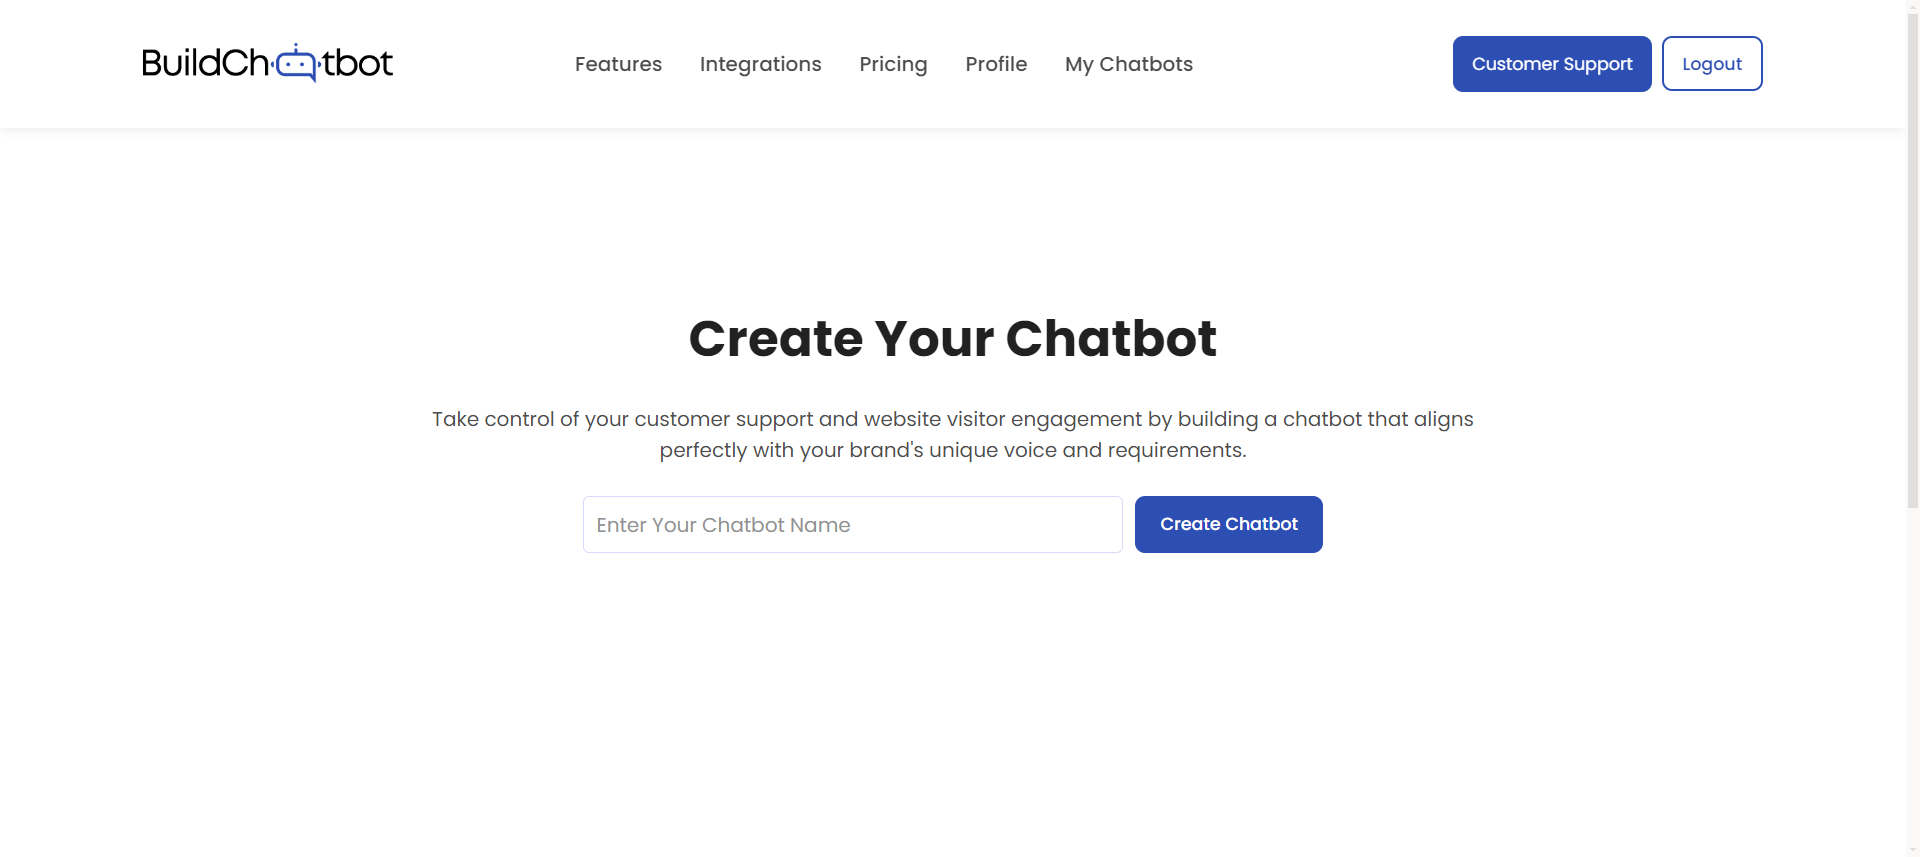 BuildChatbot
Features
Integrations
Pricing
Profile
My Chatbots
Customer Support
Logout
Create Your Chatbot
Take control of your customer support and website visitor engagement by building a chatbot that aligns
perfectly with your brand's unique voice and requirements.
Enter Your Chatbot Name
Create Chatbot